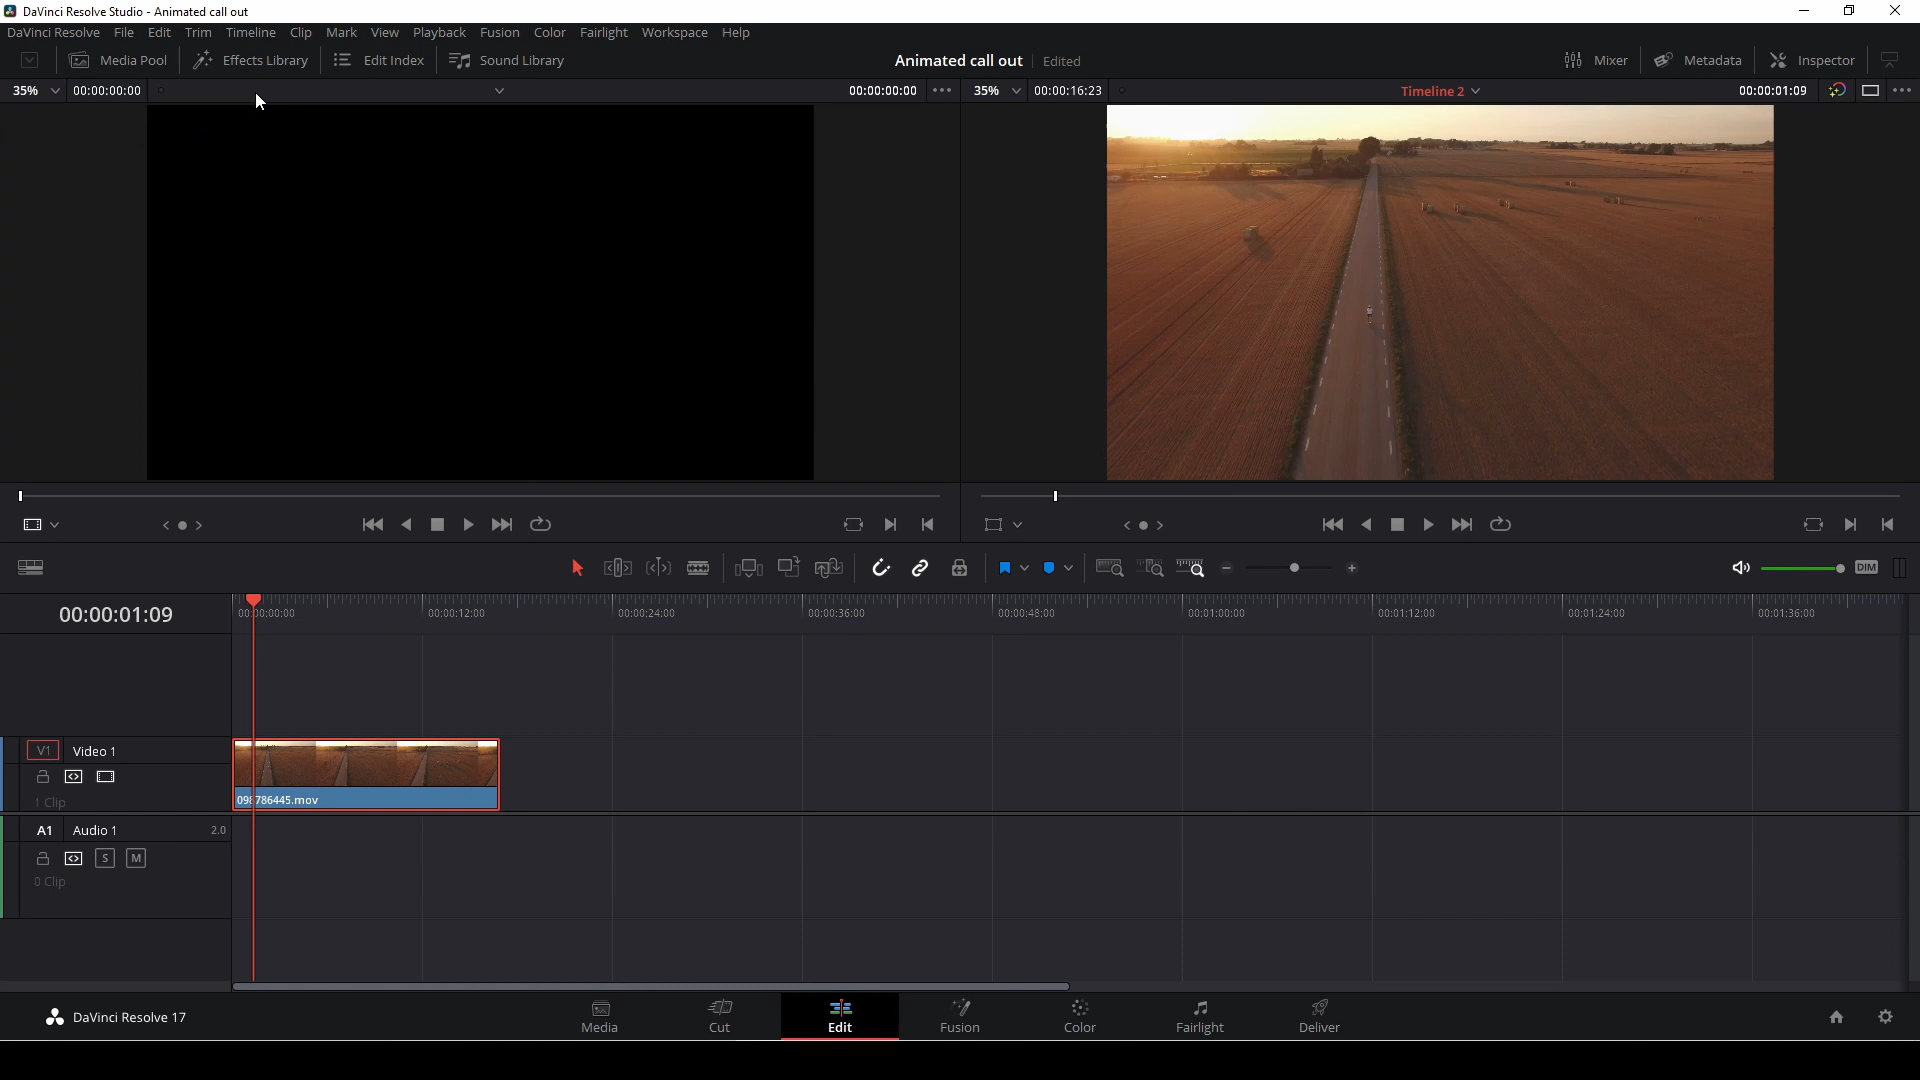 DaVinci Resolve Studio - Animated call out
DaVinci Resolve File Edit Trim Timeline Clip Mark View Playback Fusion Color Fairlight Workspace Help
Media Pool Effects Library Edit Index Sound Library Animated call out Edited Mixer Metadata Inspector
35% 00:00:00:00 00:00:00:00 35% 00:00:16:23 Timeline 2 00:00:01:09
DIM
00:00:01:09 00:00:00:00 00:00:12:00 00:00:24:00 00:00:36:00 00:00:48:00 00:01:00:00 00:01:12:00 00:01:24:00 00:01:36:00
V1 Video 1
1 Clip
786445.mov
A1 Audio 1 2.0
S M
0 Clip
DaVinci Resolve 17
Media Cut Edit Fusion Color Fairlight Deliver